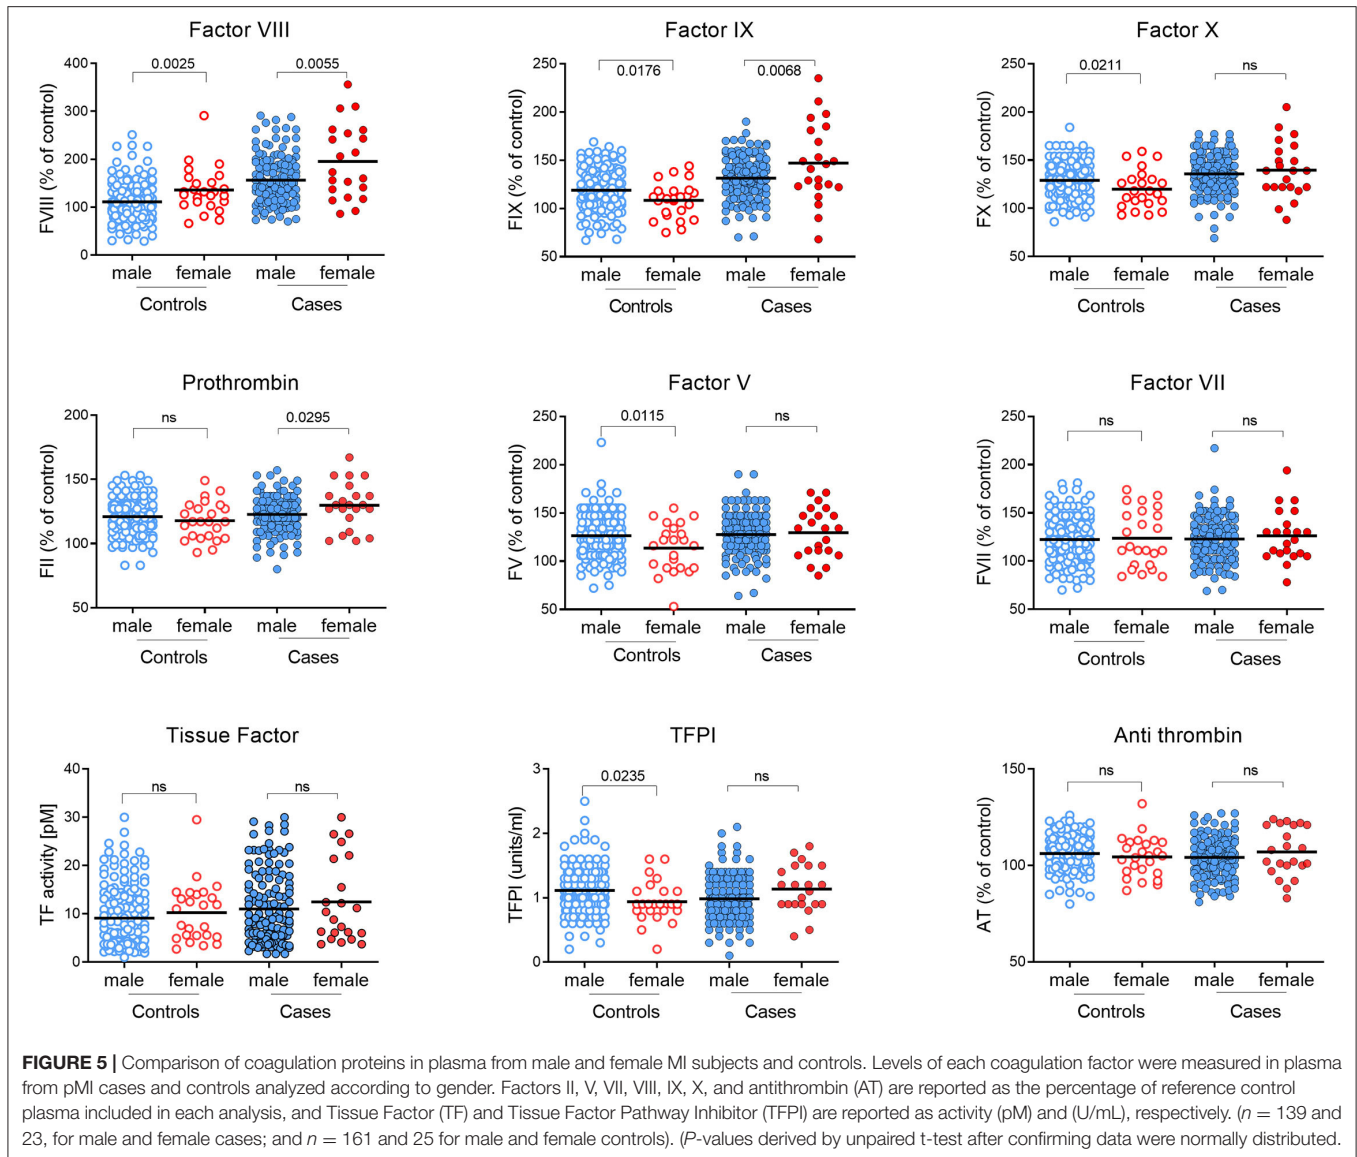 Factor VIII
Factor IX
Factor X
FVIII (% of control)
400
300
200
100
0
0.0025
0.0055
male female male female
Controls Cases
FIX (% of control)
250
200
150
100
50
0.0176
0.0068
male female male female
Controls Cases
FX (% of control)
250
200
150
100
50
0.0211
ns
male female male female
Controls Cases
Prothrombin
Factor V
Factor VII
FII (% of control)
200
150
100
50
ns
0.0295
male female male female
Controls Cases
FV (% of control)
250
200
150
100
50
0.0115
ns
male female male female
Controls Cases
FVII (% of control)
250
200
150
100
50
ns
ns
male female male female
Controls Cases
Tissue Factor
TFPI
Anti thrombin
TF activity [pM]
40
30
20
10
0
ns
ns
male female male female
Controls Cases
TFPI (units/ml)
3
2
1
0
0.0235
ns
male female male female
Controls Cases
AT (% of control)
150
100
50
ns
ns
male female male female
Controls Cases
FIGURE 5 | Comparison of coagulation proteins in plasma from male and female MI subjects and controls. Levels of each coagulation factor were measured in plasma
from pMI cases and controls analyzed according to gender. Factors II, V, VII, VIII, IX, X, and antithrombin (AT) are reported as the percentage of reference control
plasma included in each analysis, and Tissue Factor (TF) and Tissue Factor Pathway Inhibitor (TFPI) are reported as activity (pM) and (U/mL), respectively. (n = 139 and
23, for male and female cases; and n = 161 and 25 for male and female controls). (P-values derived by unpaired t-test after confirming data were normally distributed.